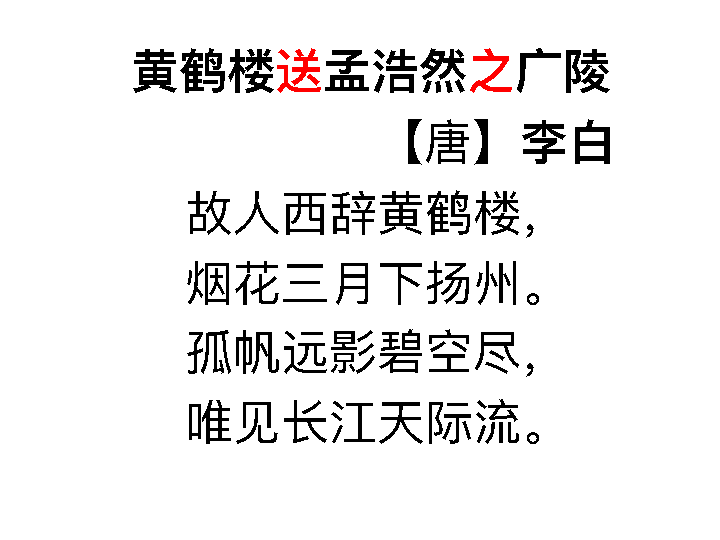 黄鹤楼送孟浩然之广陵
【唐】李白
故人西辞黄鹤楼，
烟花三月下扬州。
孤帆远影碧空尽，
唯见长江天际流。